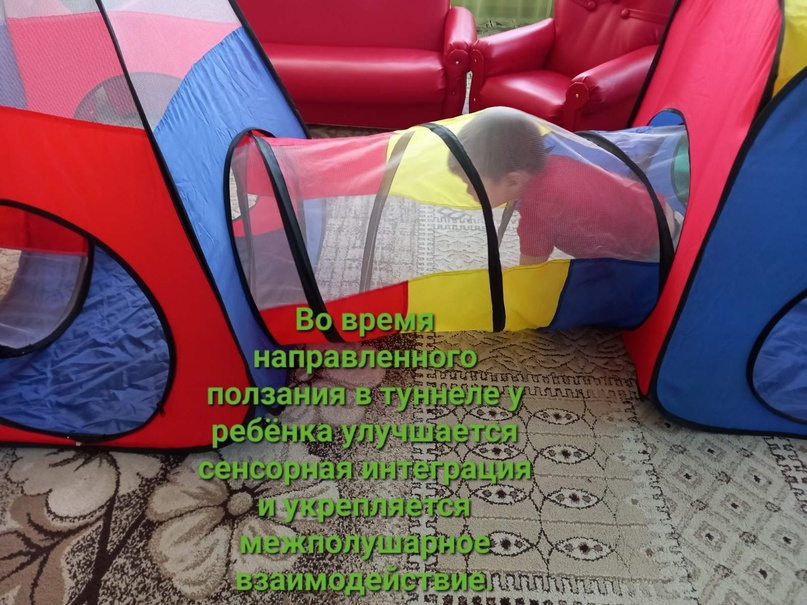 Во время
направленного
ползания в туннеле у
ребёнка улучшается
сенсорная интеграция
и укрепляется
межполушарное
взаимодействие.